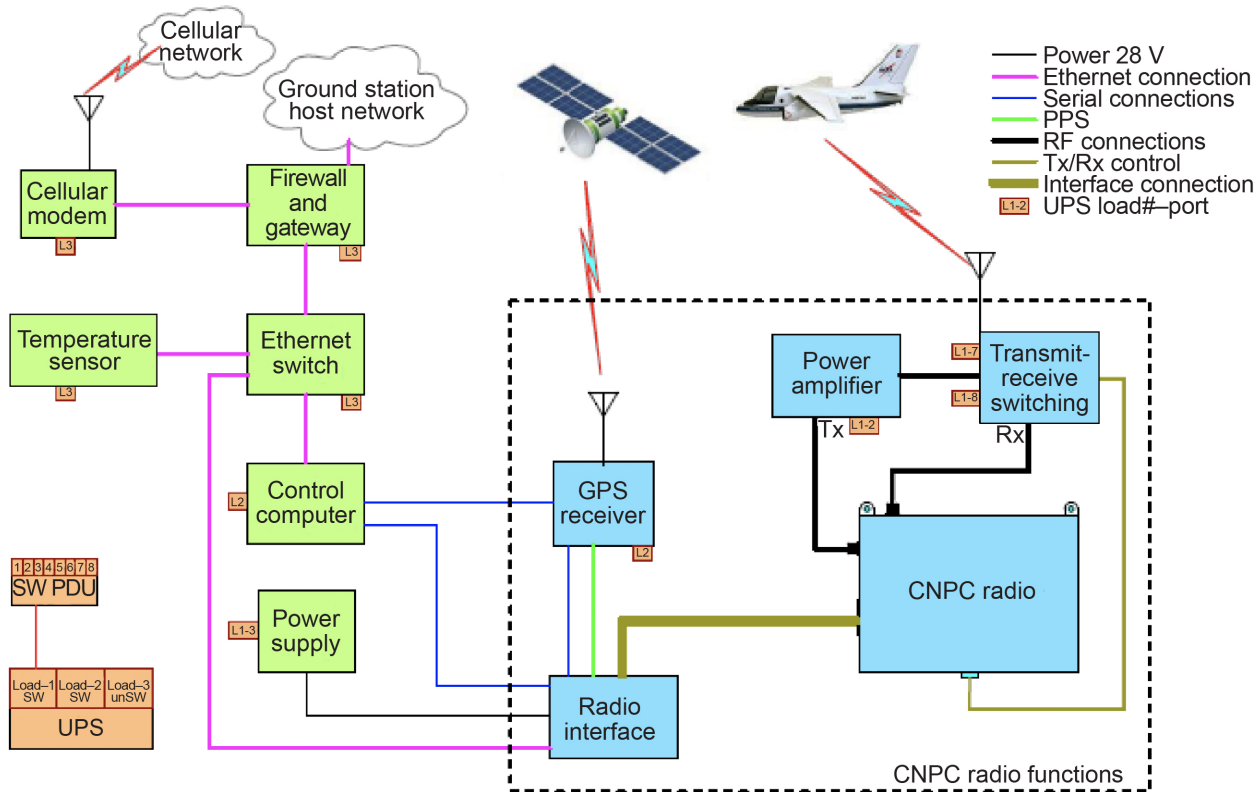 Cellular
network
Ground station
host network
Power 28 V
Ethernet connection
Serial connections
PPS
RF connections
Tx/Rx control
Interface connection
L1-2
UPS load#–port
Cellular
modem
L3
Firewall
and
gateway
L3
Temperature
sensor
L3
Ethernet
switch
L3
Power
amplifier
Tx
L1-2
L1-7
L1-8
Transmit-
receive
switching
Rx
L2
Control
computer
GPS
receiver
L2
CNPC radio
1 2 3 4 5 6 7 8
SW PDU
L1-3
Power
supply
Load–1
SW
Load–2
SW
Load–3
unSW
UPS
Radio
interface
CNPC radio functions